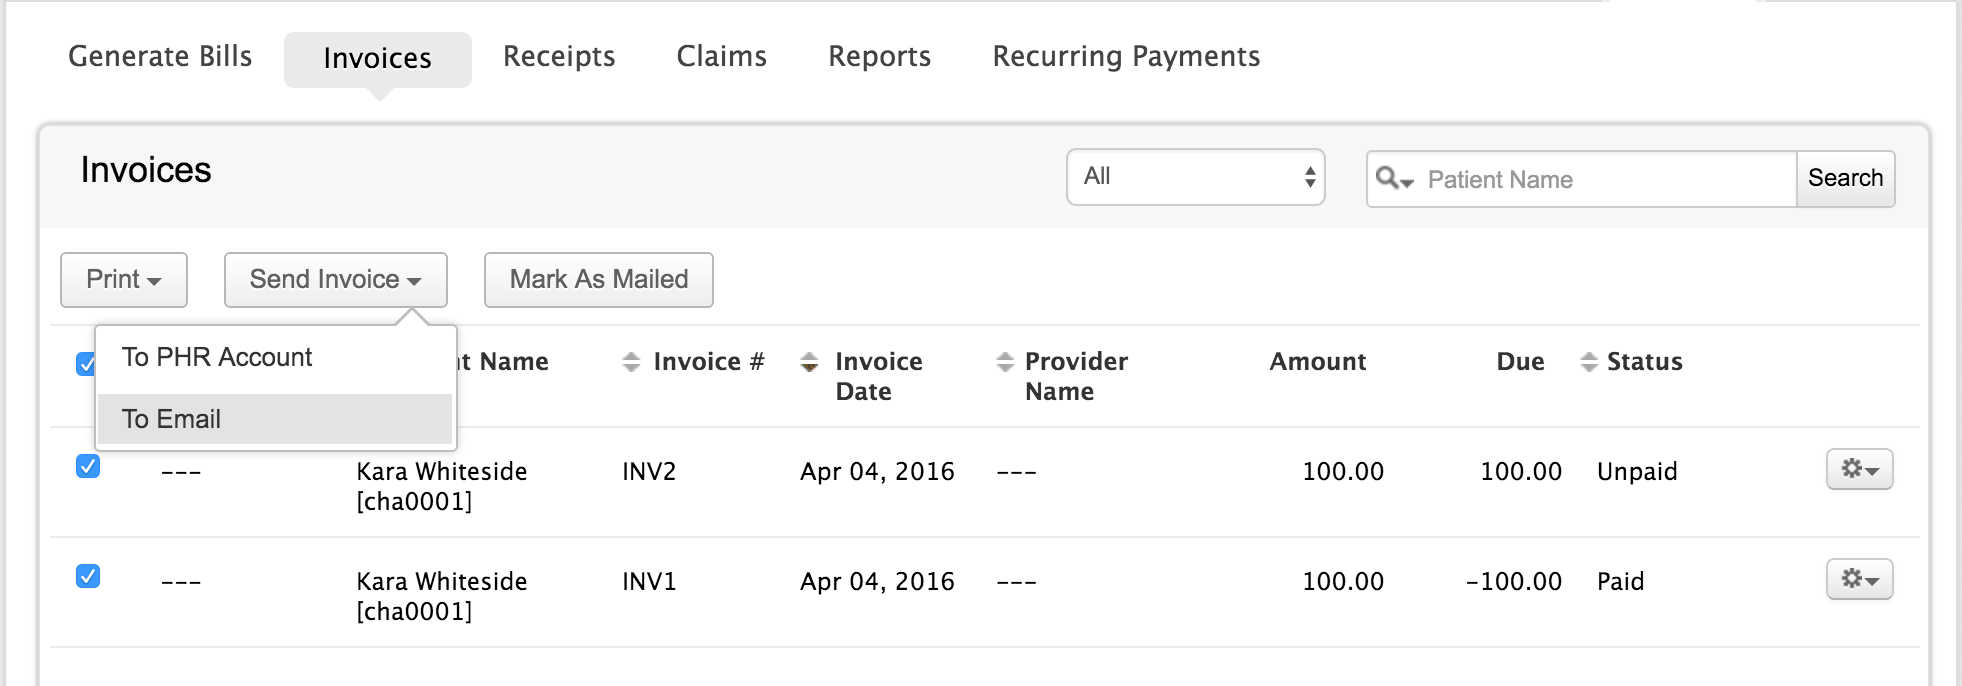 Generate Bills Invoices Receipts Claims Reports Recurring Payments
Invoices All Patient Name Search
Print Send Invoice Mark As Mailed
To PHR Account
To Email
t Name Invoice # Invoice Date Provider Name Amount Due Status
--- Kara Whiteside [cha0001] INV2 Apr 04, 2016 --- 100.00 100.00 Unpaid
--- Kara Whiteside [cha0001] INV1 Apr 04, 2016 --- 100.00 -100.00 Paid